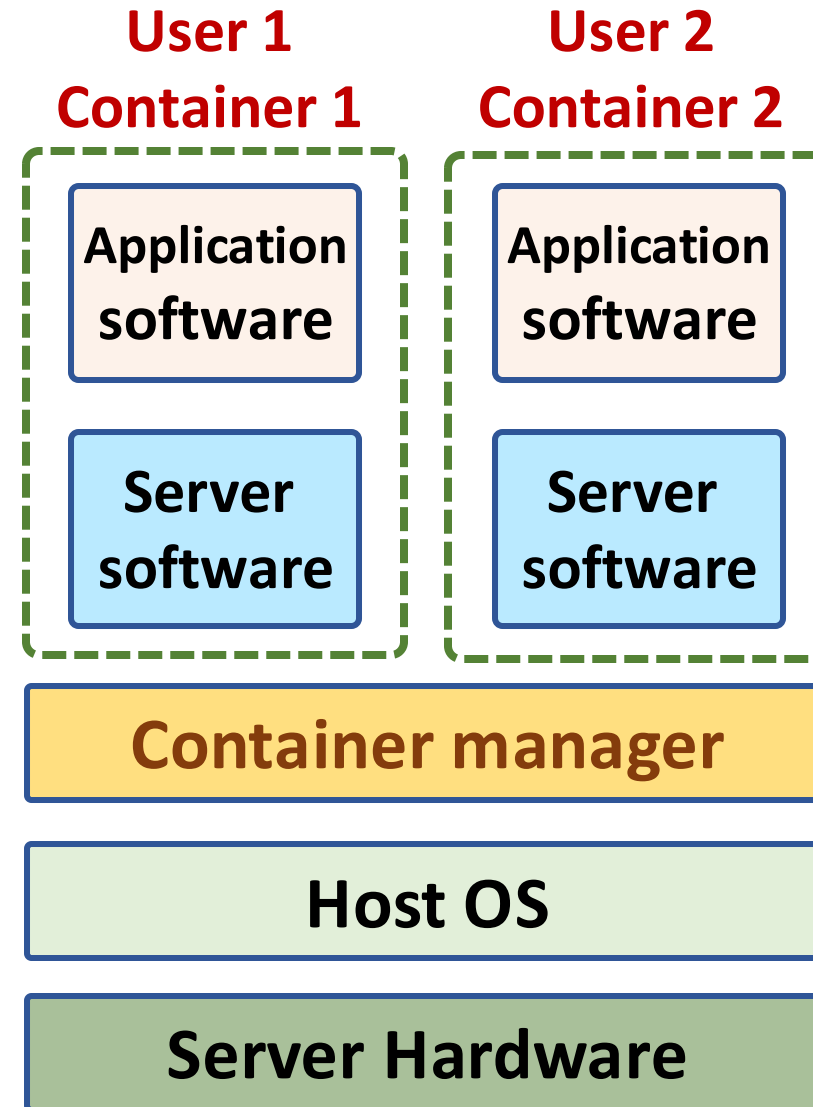 User 1
Container 1
User 2
Container 2
Application
software
Application
software
Server
software
Server
software
Container manager
Host OS
Server Hardware